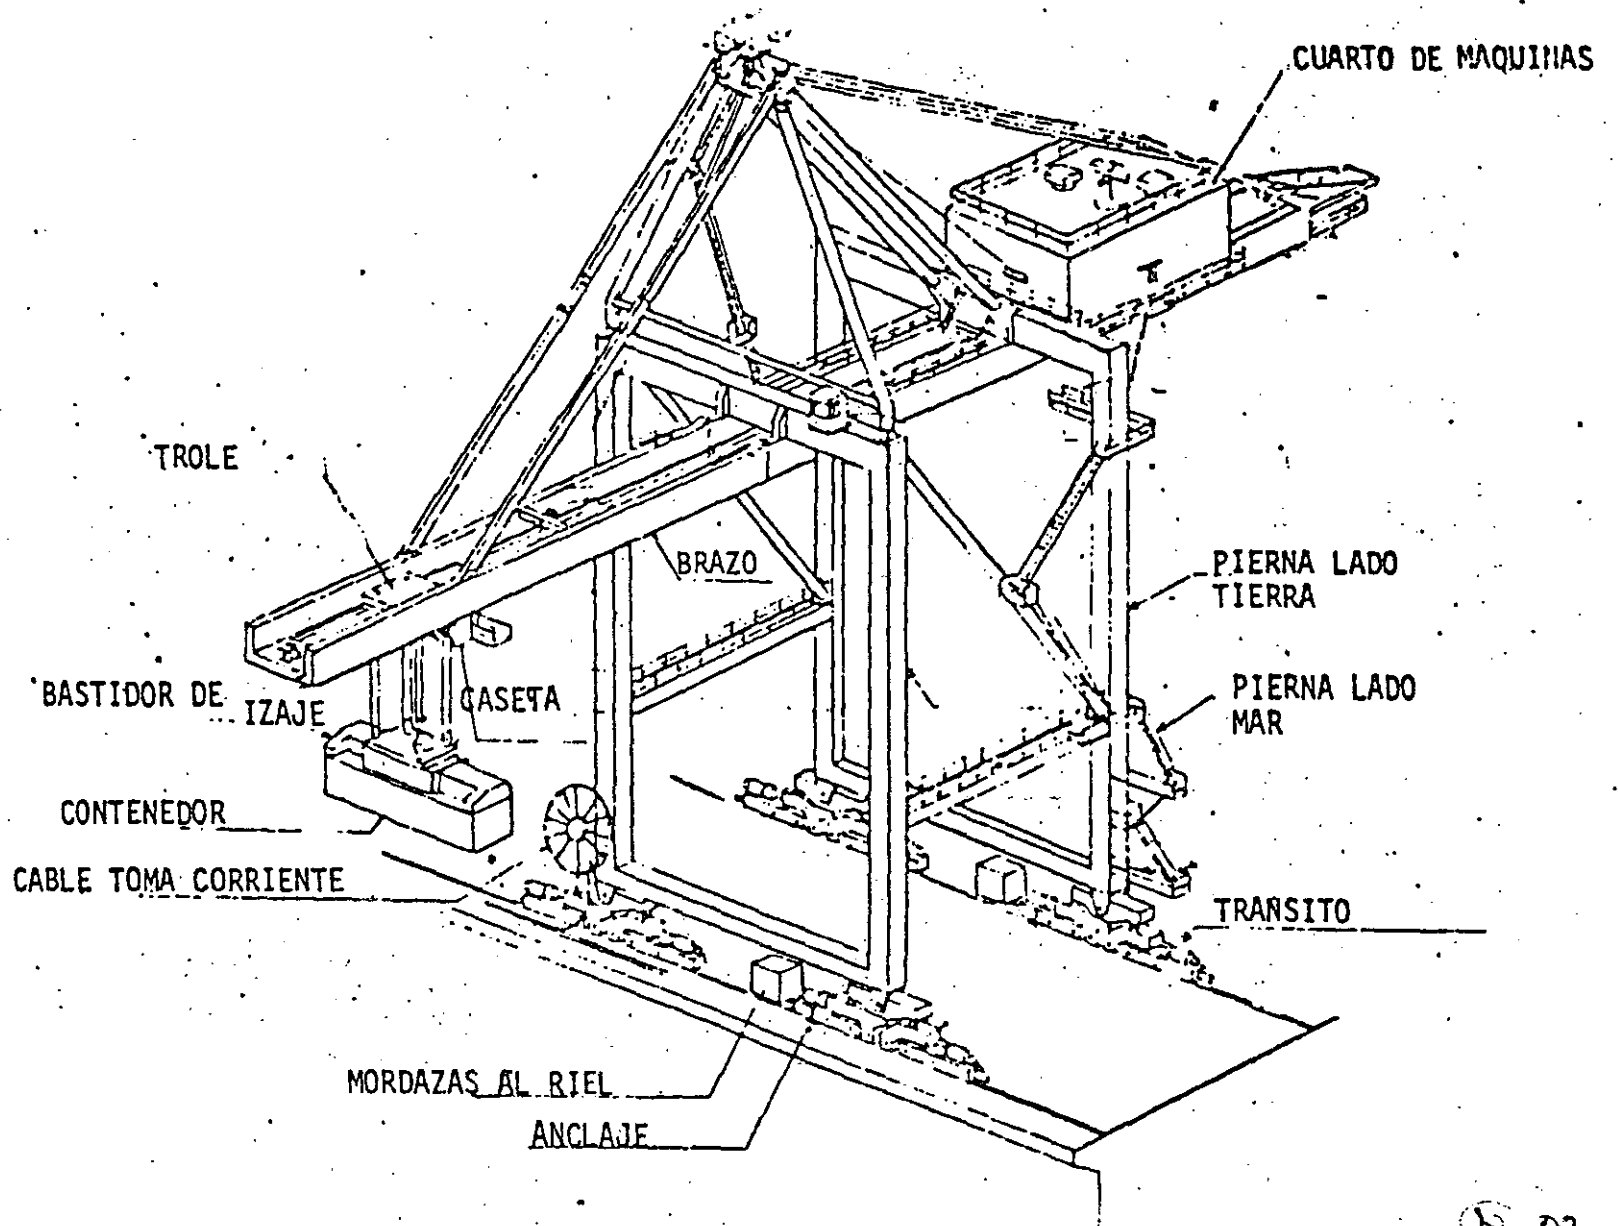 CUARTO DE MAQUINAS
TROLE
BRAZO
PIERNA LADO
TIERRA
BASTIDOR DE
IZAJE
CASETA
PIERNA LADO
MAR
CONTENEDOR
CABLE TOMA CORRIENTE
TRANSITO
MORDAZAS AL RIEL
ANCLAJE